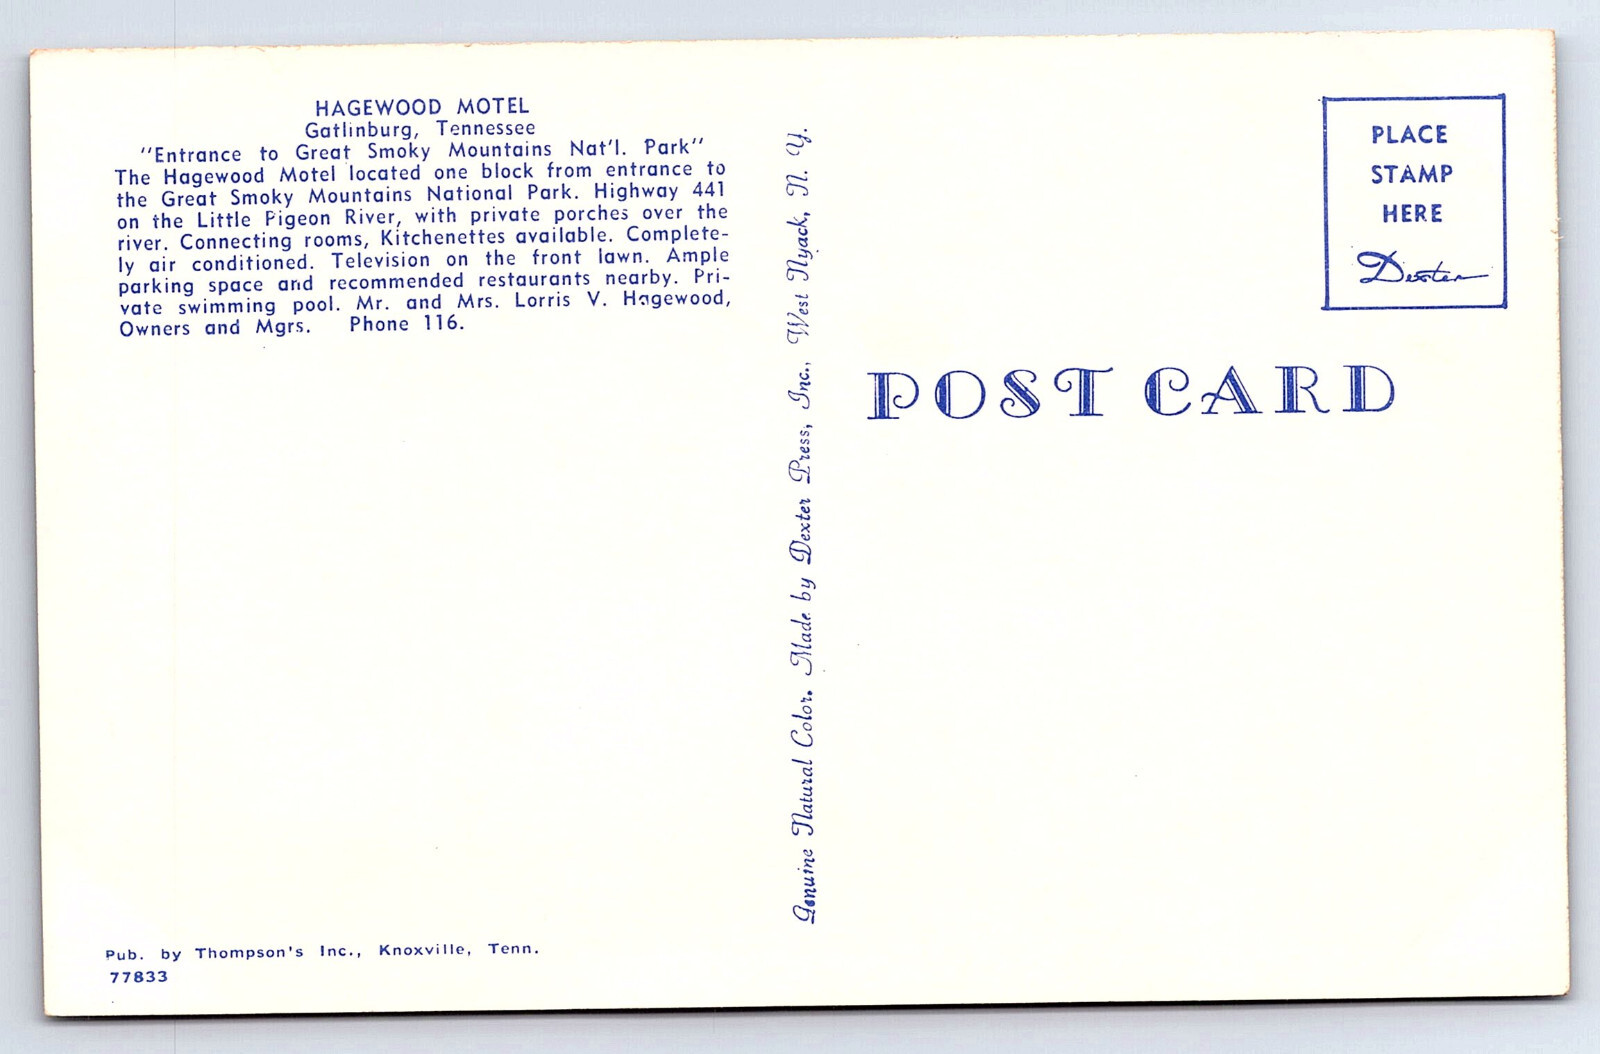 HAGEWOOD MOTEL
Gatlinburg, Tennessee
"Entrance to Great Smoky Mountains Nat'l. Park"
The Hagewood Motel located one block from entrance to
the Great Smoky Mountains National Park. Highway 441
on the Little Pigeon River, with private porches over the
river. Connecting rooms, Kitchenettes available. Complete-
ly air conditioned. Television on the front lawn. Ample
parking space and recommended restaurants nearby. Pri-
vate swimming pool. Mr. and Mrs. Lorris V. Hagewood,
Owners and Mgrs. Phone 116.
Pub. by Thompson's Inc., Knoxville, Tenn.
77833
Genuine Natural Color. Made by Dexter Press, Inc., West Nyack, N. Y.
PLACE
STAMP
HERE
Dexter
POST CARD